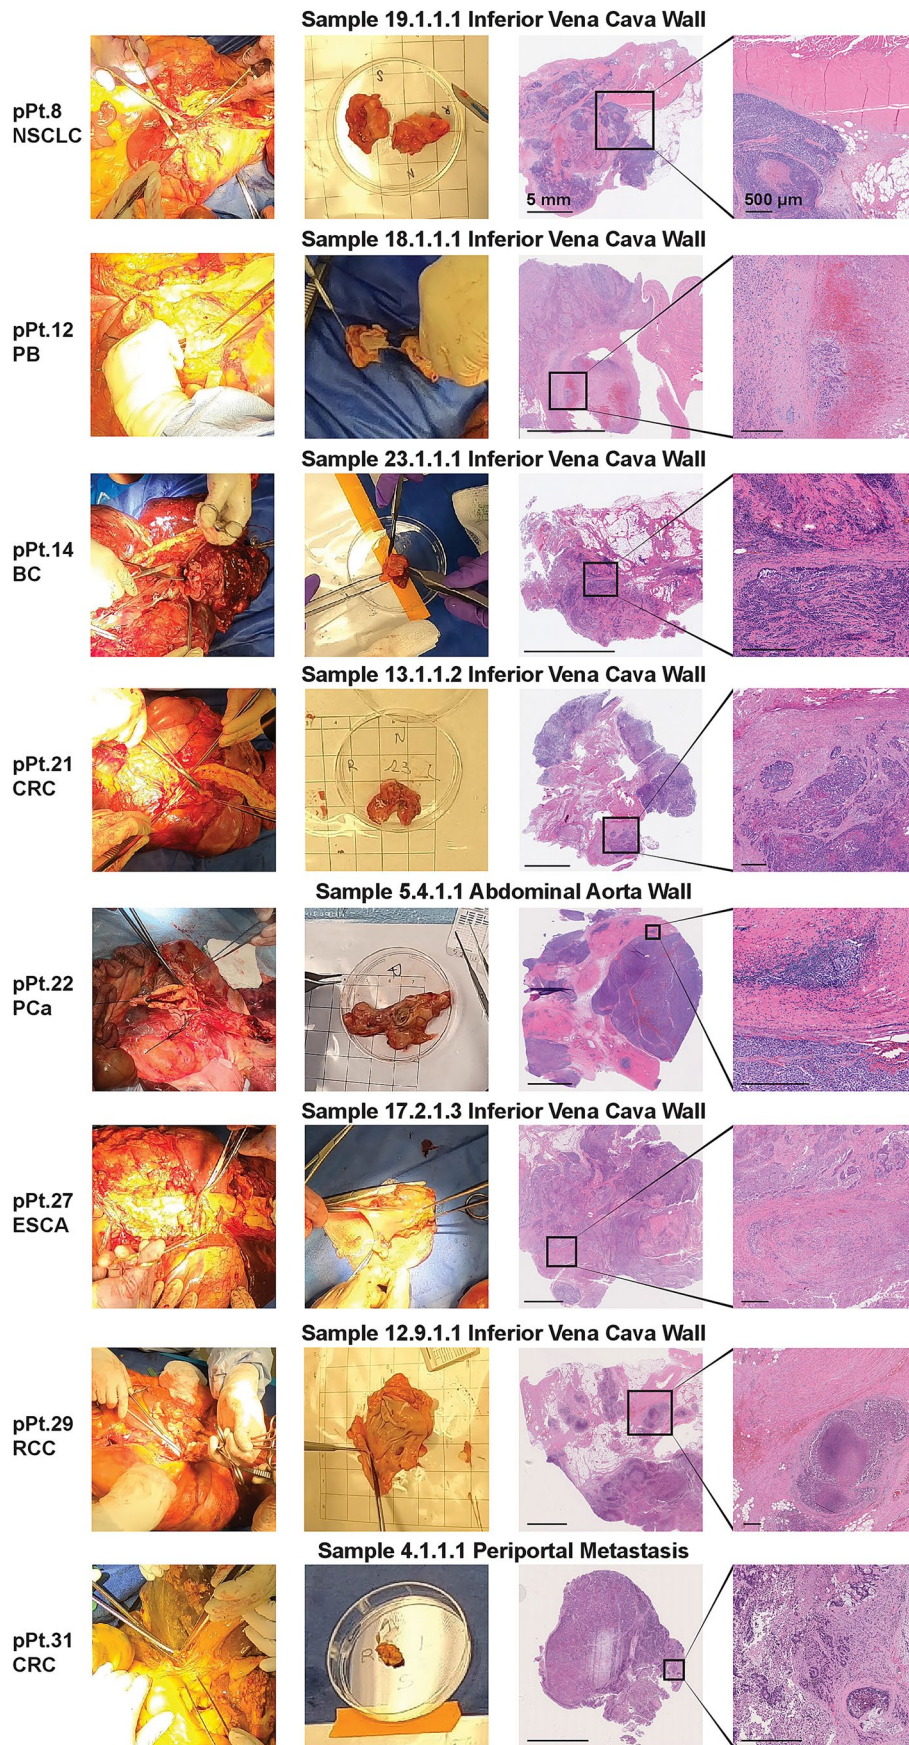 Sample 19.1.1.1 Inferior Vena Cava Wall
pPt.8
NSCLC
S
R
N
5 mm
500 µm
Sample 18.1.1.1 Inferior Vena Cava Wall
pPt.12
PB
Sample 23.1.1.1 Inferior Vena Cava Wall
pPt.14
BC
Sample 13.1.1.2 Inferior Vena Cava Wall
pPt.21
CRC
N
R 23 L
Sample 5.4.1.1 Abdominal Aorta Wall
pPt.22
PCa
Sample 17.2.1.3 Inferior Vena Cava Wall
pPt.27
ESCA
Sample 12.9.1.1 Inferior Vena Cava Wall
pPt.29
RCC
Sample 4.1.1.1 Periportal Metastasis
pPt.31
CRC
R
S